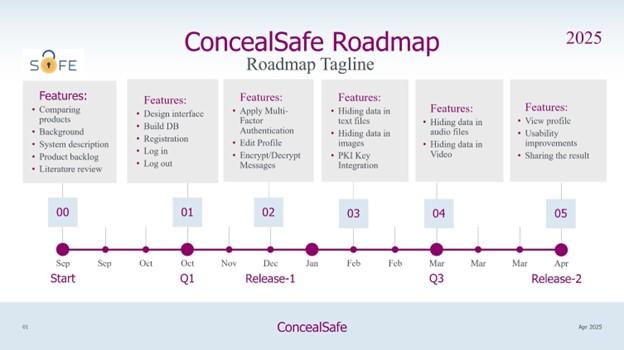 ConcealSafe Roadmap
2025
SAFE
Roadmap Tagline
Features:
• Comparing
products
• Background
• System description
• Product backlog
• Literature review
Features:
• Design interface
• Build DB
• Registration
• Log in
• Log out
Features:
• Apply Multi-
Factor
Authentication
• Edit Profile
• Encrypt/Decrypt
Messages
Features:
• Hiding data in
text files
• Hiding data in
images
• PKI Key
Integration
Features:
• Hiding data in
audio files
• Hiding data in
Video
Features:
• View profile
• Usability
improvements
• Sharing the result
00 01 02 03 04 05
Sep Sep Oct Oct Nov Dec Jan Feb Feb Mar Mar Mar Apr
Start Q1 Release-1 Q3 Release-2
01 ConcealSafe Apr 2025